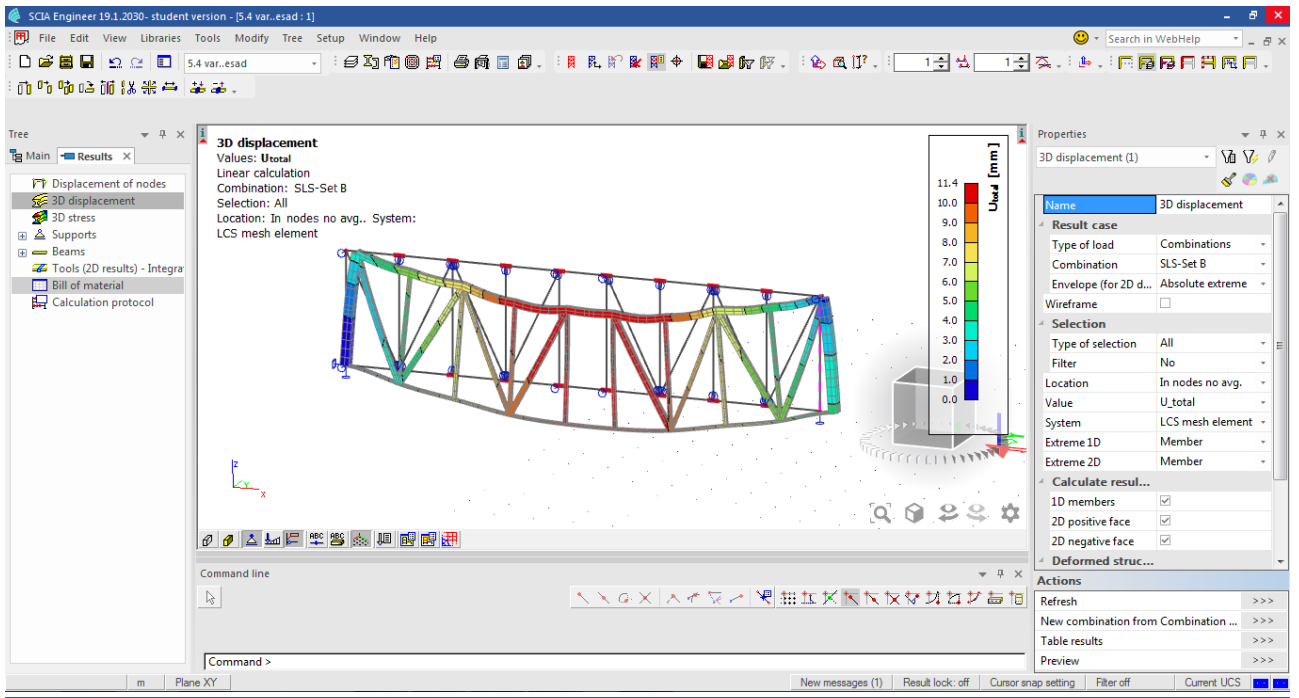 SCIA Engineer 19.1.2030- student version - [5.4 var..esad : 1]
File Edit View Libraries Tools Modify Tree Setup Window Help
Search in WebHelp
5.4 var..esad
1
1
Tree
Main
Results
Displacement of nodes
3D displacement
3D stress
Supports
Beams
Tools (2D results) - Integra
Bill of material
Calculation protocol
3D displacement
Values: Utotal
Linear calculation
Combination: SLS-Set B
Selection: All
Location: In nodes no avg.. System:
LCS mesh element
Utotal [mm]
11.4
10.0
9.0
8.0
7.0
6.0
5.0
4.0
3.0
2.0
1.0
0.0
z
y
x
ABC
ABC
Command line
Command >
Properties
3D displacement (1)
Name 3D displacement
Result case
Type of load Combinations
Combination SLS-Set B
Envelope (for 2D d... Absolute extreme
Wireframe
Selection
Type of selection All
Filter No
Location In nodes no avg.
Value U_total
System LCS mesh element
Extreme 1D Member
Extreme 2D Member
Calculate resul...
1D members
2D positive face
2D negative face
Deformed struc...
Actions
Refresh >>>
New combination from Combination ... >>>
Table results >>>
Preview >>>
m Plane XY New messages (1) Result lock: off Cursor snap setting Filter off Current UCS